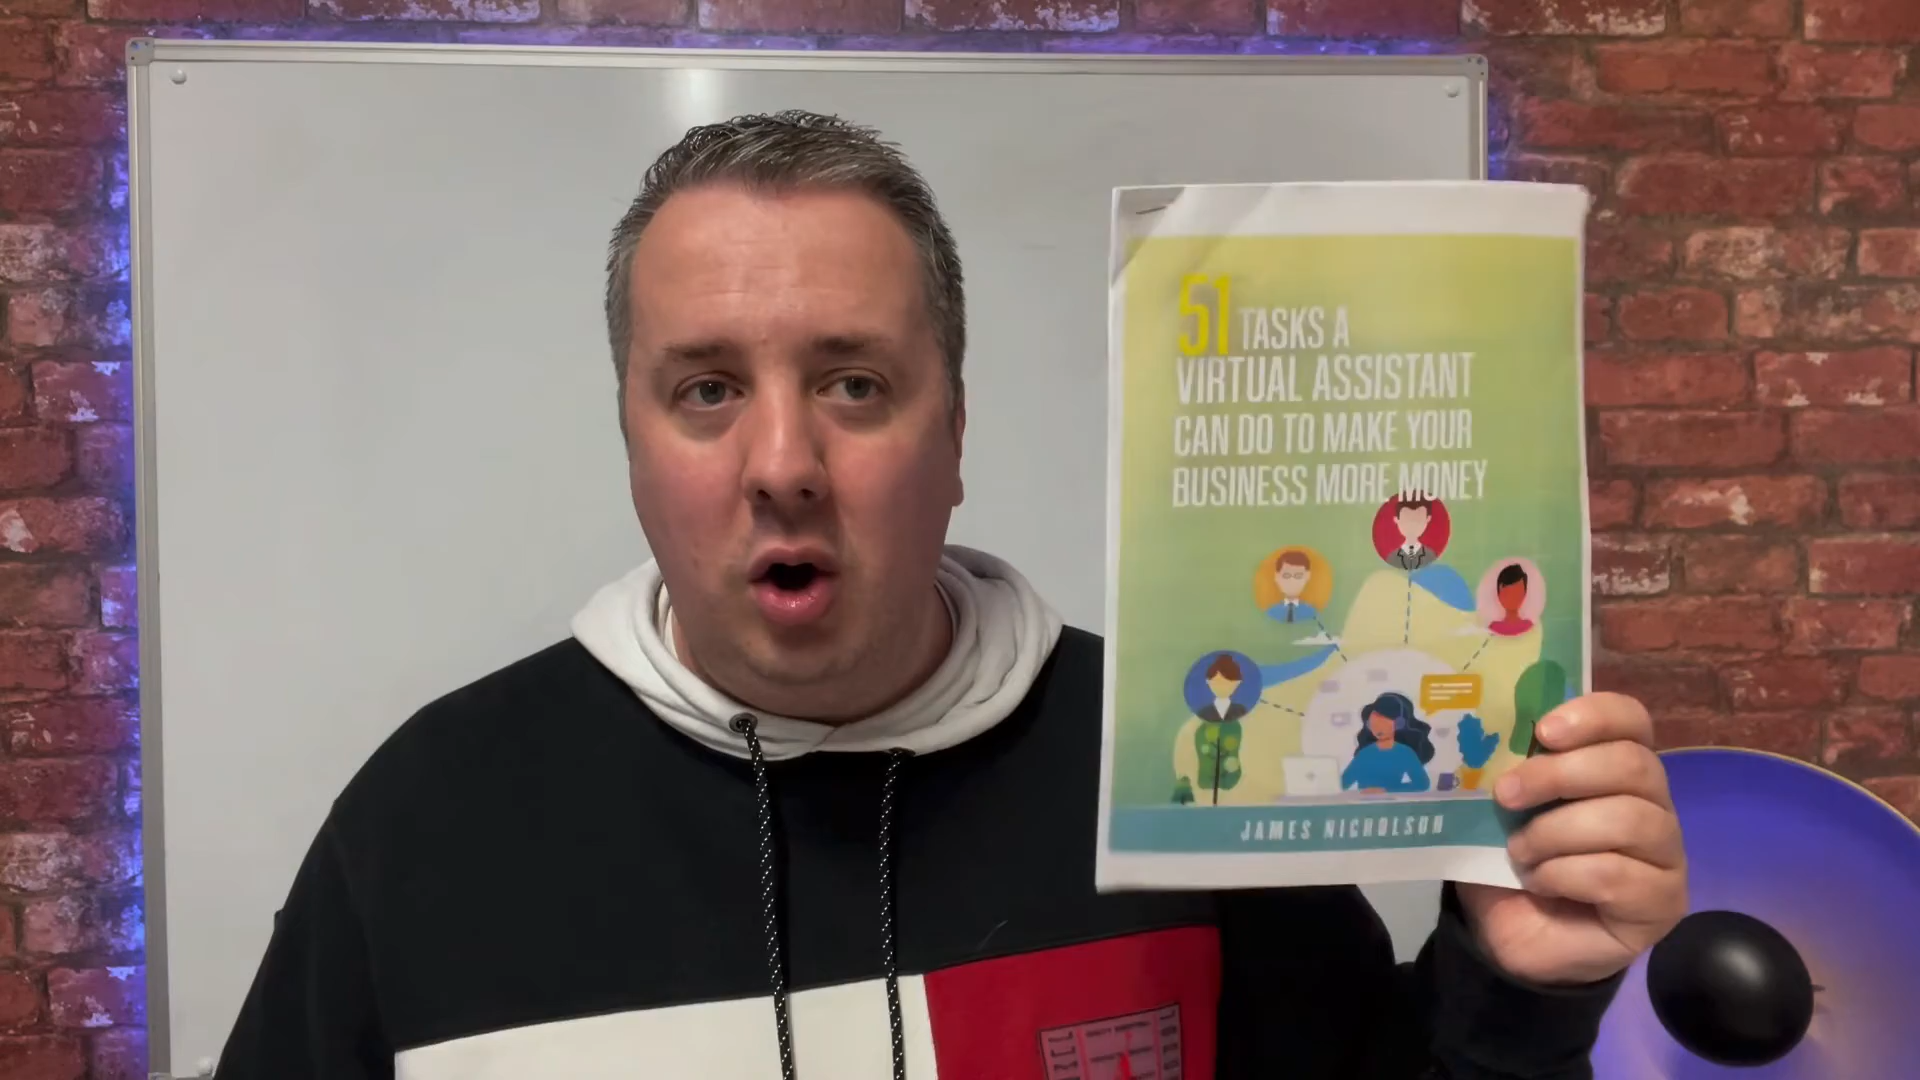 51 TASKS A
VIRTUAL ASSISTANT
CAN DO TO MAKE YOUR
BUSINESS MORE MONEY
JAMES NICHOLSON